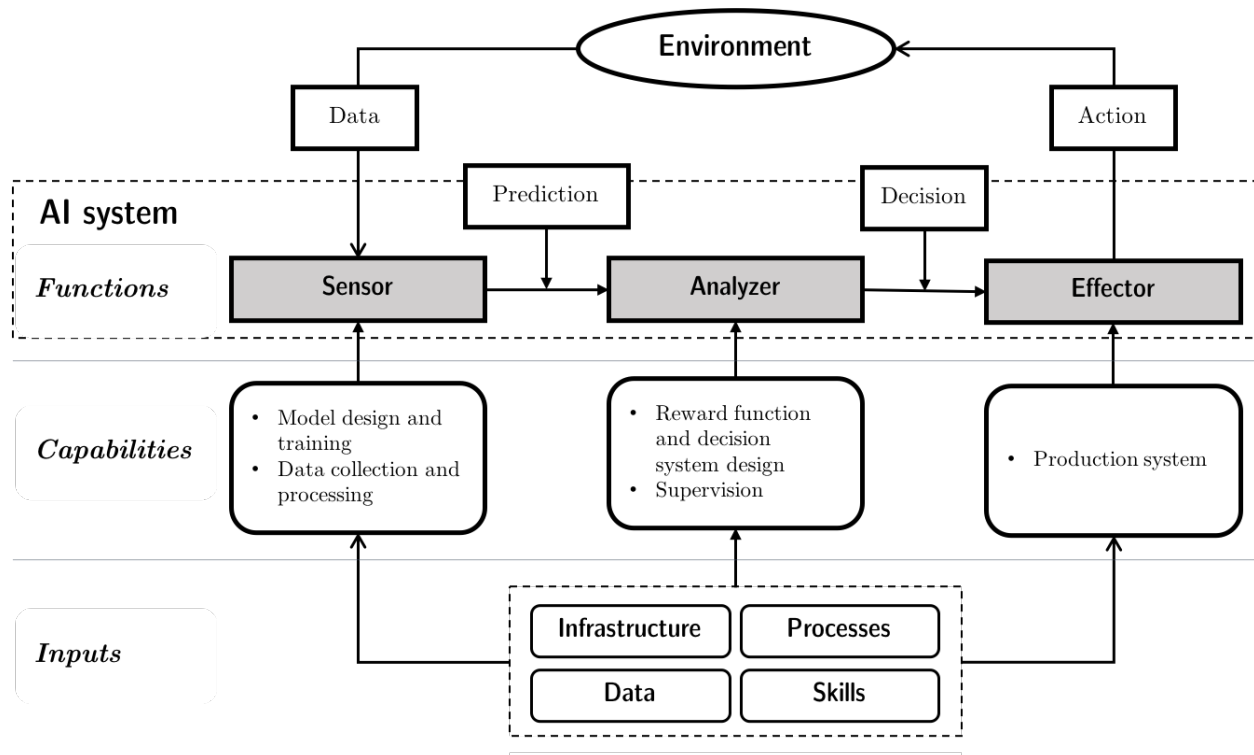 Environment
Data
Action
Prediction
Decision
AI system
Functions
Sensor
Analyzer
Effector
Capabilities
• Model design and
training
• Data collection and
processing
• Reward function
and decision
system design
• Supervision
• Production system
Inputs
Infrastructure
Processes
Data
Skills